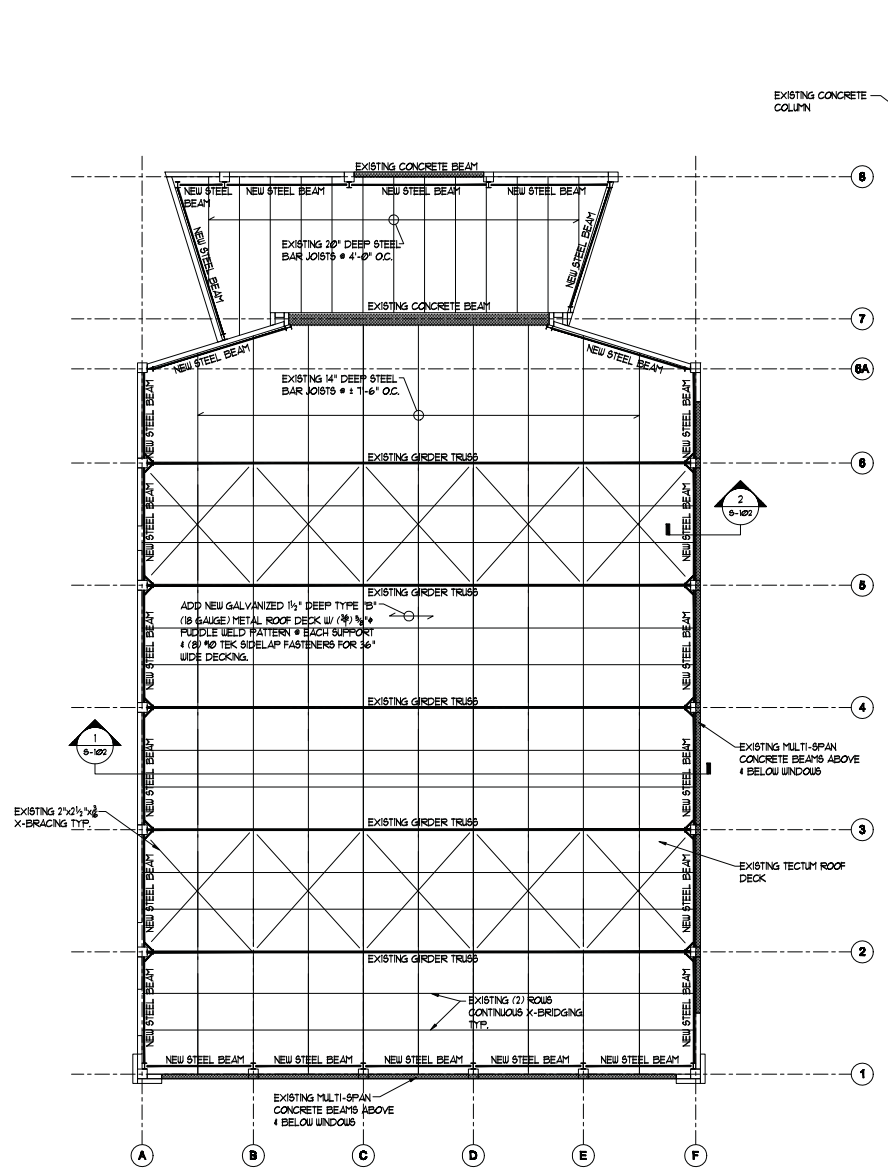 EXISTING CONCRETE
COLUMN
EXISTING CONCRETE BEAM
8
NEW STEEL
BEAM
NEW STEEL BEAM
NEW STEEL BEAM
NEW STEEL BEAM
NEW STEEL BEAM
NEW STEEL BEAM
EXISTING 20" DEEP STEEL
BAR JOISTS @ 4'-0" O.C.
EXISTING CONCRETE BEAM
7
NEW STEEL BEAM
NEW STEEL BEAM
6A
EXISTING 14" DEEP STEEL
BAR JOISTS @ ± 7'-6" O.C.
NEW STEEL BEAM
NEW STEEL BEAM
EXISTING GIRDER TRUSS
6
NEW STEEL BEAM
NEW STEEL BEAM
2
S-102
EXISTING GIRDER TRUSS
5
ADD NEW GALVANIZED 1½" DEEP TYPE "B"
(18 GAUGE) METAL ROOF DECK W/ ⅝"ø
PUDDLE WELD PATTERN @ EACH SUPPORT
& (8) #10 TEK SIDELAP FASTENERS FOR 36"
WIDE DECKING.
NEW STEEL BEAM
NEW STEEL BEAM
EXISTING GIRDER TRUSS
4
1
S-102
NEW STEEL BEAM
NEW STEEL BEAM
EXISTING MULTI-SPAN
CONCRETE BEAMS ABOVE
& BELOW WINDOWS
EXISTING 2"x2½"x
X-BRACING TYP.
EXISTING GIRDER TRUSS
3
NEW STEEL BEAM
NEW STEEL BEAM
EXISTING TECTUM ROOF
DECK
EXISTING GIRDER TRUSS
2
NEW STEEL BEAM
NEW STEEL BEAM
EXISTING (2) ROWS
CONTINUOUS X-BRIDGING
TYP.
NEW STEEL BEAM
NEW STEEL BEAM
NEW STEEL BEAM
NEW STEEL BEAM
NEW STEEL BEAM
1
EXISTING MULTI-SPAN
CONCRETE BEAMS ABOVE
& BELOW WINDOWS
A
B
C
D
E
F